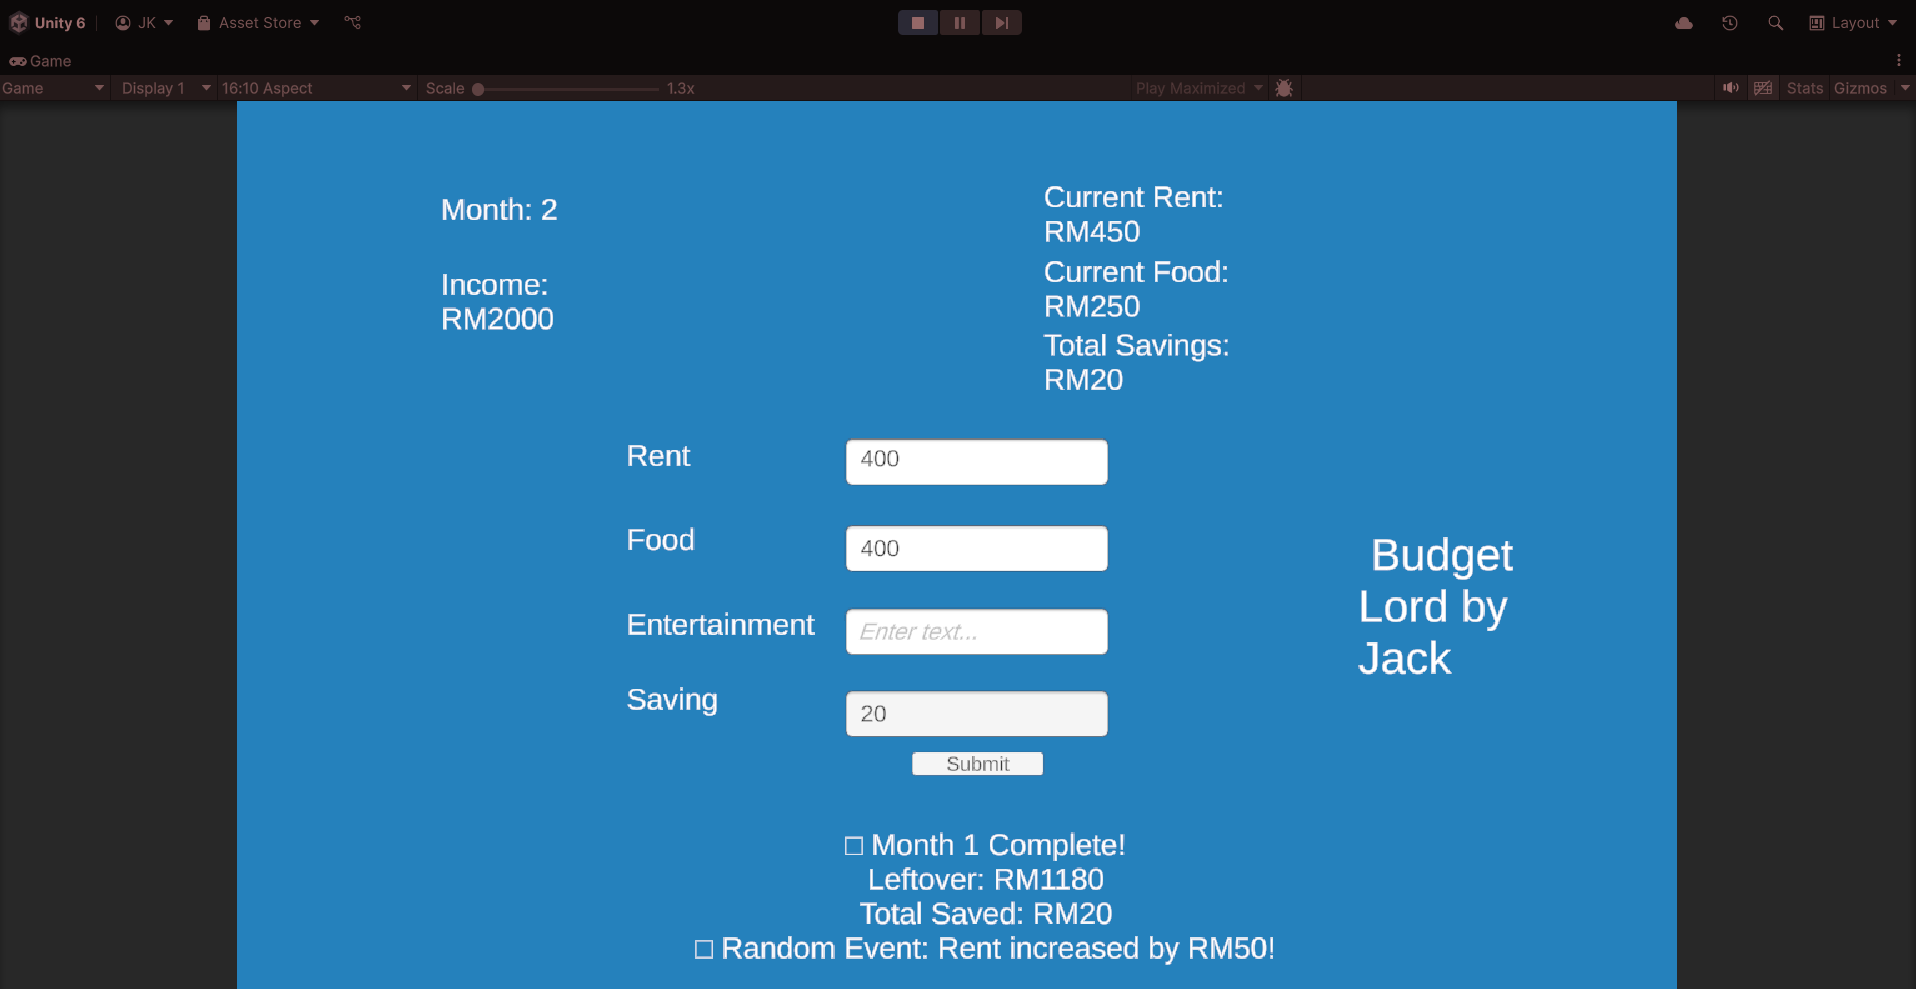 Unity 6
JK
Asset Store
Layout
Game
Game
Display 1
16:10 Aspect
Scale
1.3x
Play Maximized
Stats
Gizmos
Month: 2
Income:
RM2000
Current Rent:
RM450
Current Food:
RM250
Total Savings:
RM20
Rent
400
Food
400
Entertainment
Enter text...
Saving
20
Submit
Budget
Lord by
Jack
□ Month 1 Complete!
Leftover: RM1180
Total Saved: RM20
□ Random Event: Rent increased by RM50!